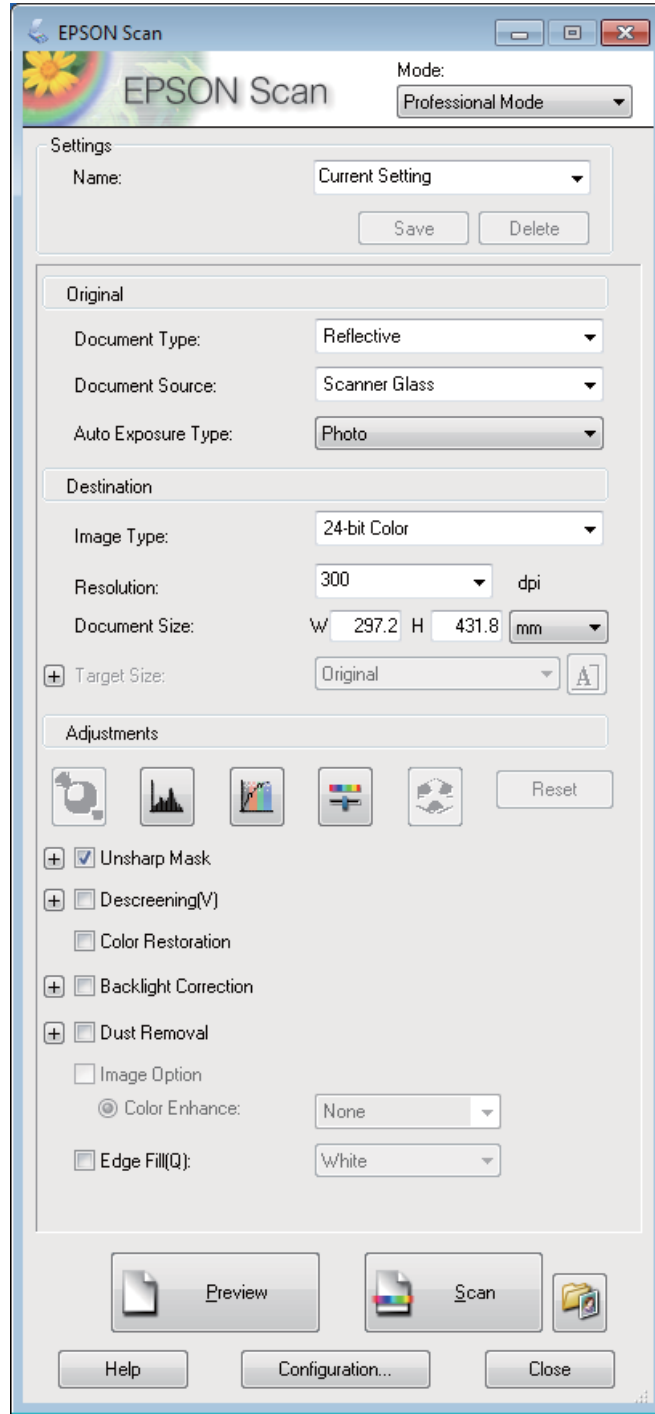 EPSON Scan
EPSON Scan
Mode:
Professional Mode
Settings
Name: Current Setting
Save Delete
Original
Document Type: Reflective
Document Source: Scanner Glass
Auto Exposure Type: Photo
Destination
Image Type: 24-bit Color
Resolution: 300 dpi
Document Size: W 297.2 H 431.8 mm
Target Size: Original A
Adjustments
Reset
Unsharp Mask
Descreening(V)
Color Restoration
Backlight Correction
Dust Removal
Image Option
Color Enhance: None
Edge Fill(Q): White
Preview Scan
Help Configuration... Close